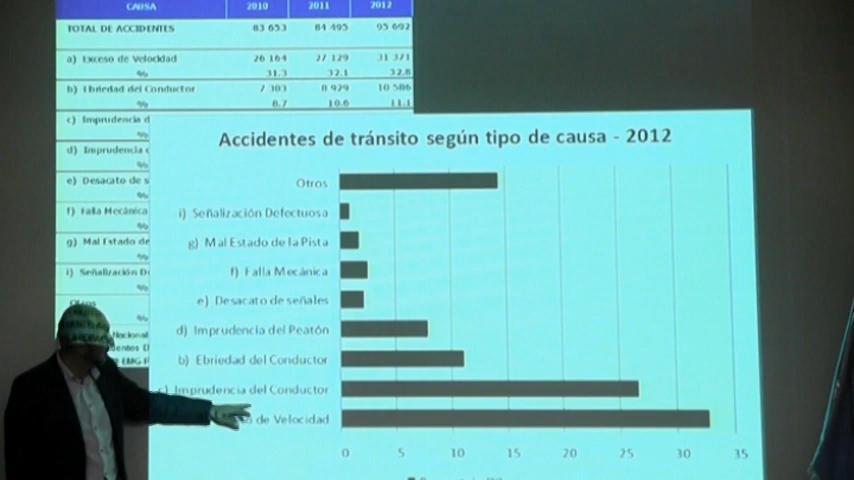 CAUSA 2010 2011 2012
TOTAL DE ACCIDENTES 83 653 84 495 95 692
a) Exceso de Velocidad 26 164 27 129 31 371
% 31.3 32.1 32.8
b) Ebriedad del Conductor 7 303 8 929 10 586
% 8.7 10.6 11.1
c) Imprudencia d
%
d) Imprudencia
%
e) Desacato de s
%
f) Falla Mecánica
%
g) Mal Estado de
%
i) Señalización D
%
Otros
%
Accidentes de tránsito según tipo de causa - 2012
Otros
i) Señalización Defectuosa
g) Mal Estado de la Pista
f) Falla Mecánica
e) Desacato de señales
d) Imprudencia del Peatón
b) Ebriedad del Conductor
c) Imprudencia del Conductor
de Velocidad
0 5 10 15 20 25 30 35